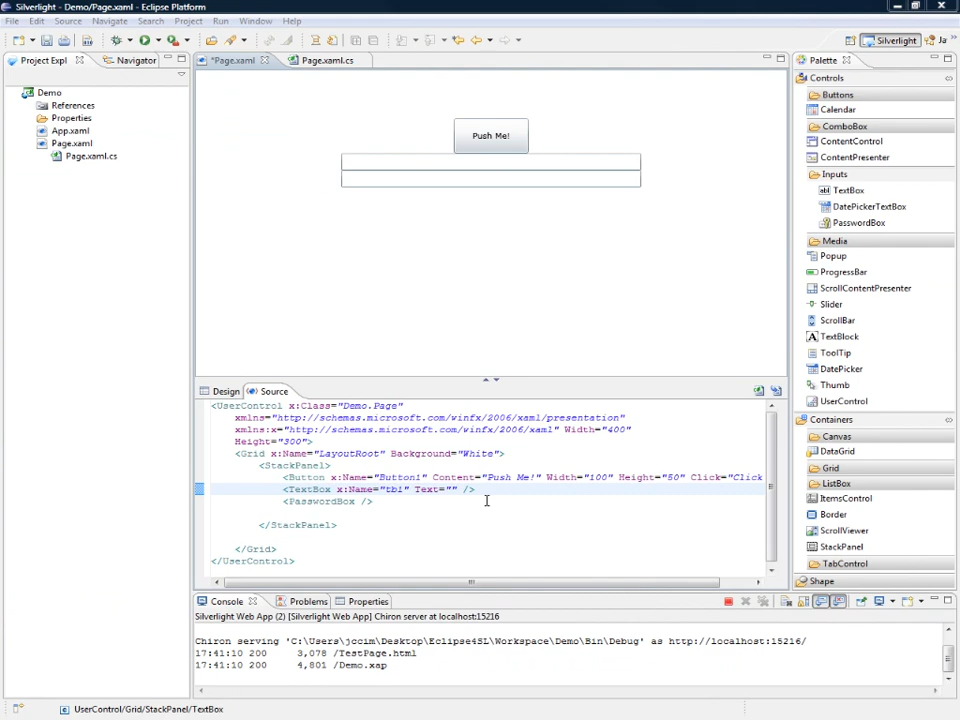 Silverlight - Demo/Page.xaml - Eclipse Platform
File Edit Source Navigate Search Project Run Window Help
Silverlight Ja »
Project Expl Navigator
*Page.xaml Page.xaml.cs
Palette
Demo
References
Properties
App.xaml
Page.xaml
Page.xaml.cs
Push Me!
Controls
Buttons
Calendar
ComboBox
ContentControl
ContentPresenter
Inputs
TextBox
DatePickerTextBox
PasswordBox
Media
Popup
ProgressBar
ScrollContentPresenter
Slider
ScrollBar
TextBlock
ToolTip
DatePicker
Thumb
UserControl
Containers
Canvas
DataGrid
Grid
ListBox
ItemsControl
Border
ScrollViewer
StackPanel
TabControl
Shape
Design Source
<UserControl x:Class="Demo.Page"
xmlns="http://schemas.microsoft.com/winfx/2006/xaml/presentation"
xmlns:x="http://schemas.microsoft.com/winfx/2006/xaml" Width="400"
Height="300">
<Grid x:Name="LayoutRoot" Background="White">
<StackPanel>
<Button x:Name="Button1" Content="Push Me!" Width="100" Height="50" Click="Click
<TextBox x:Name="tb1" Text="" />
<PasswordBox />
</StackPanel>
</Grid>
</UserControl>
Console Problems Properties
Silverlight Web App (2) [Silverlight Web App] Chiron server at localhost:15216
Chiron serving 'C:\Users\jccim\Desktop\Eclipse4SL\Workspace\Demo\Bin\Debug' as http://localhost:15216/
17:41:10 200 3,078 /TestPage.html
17:41:10 200 4,801 /Demo.xap
UserControl/Grid/StackPanel/TextBox